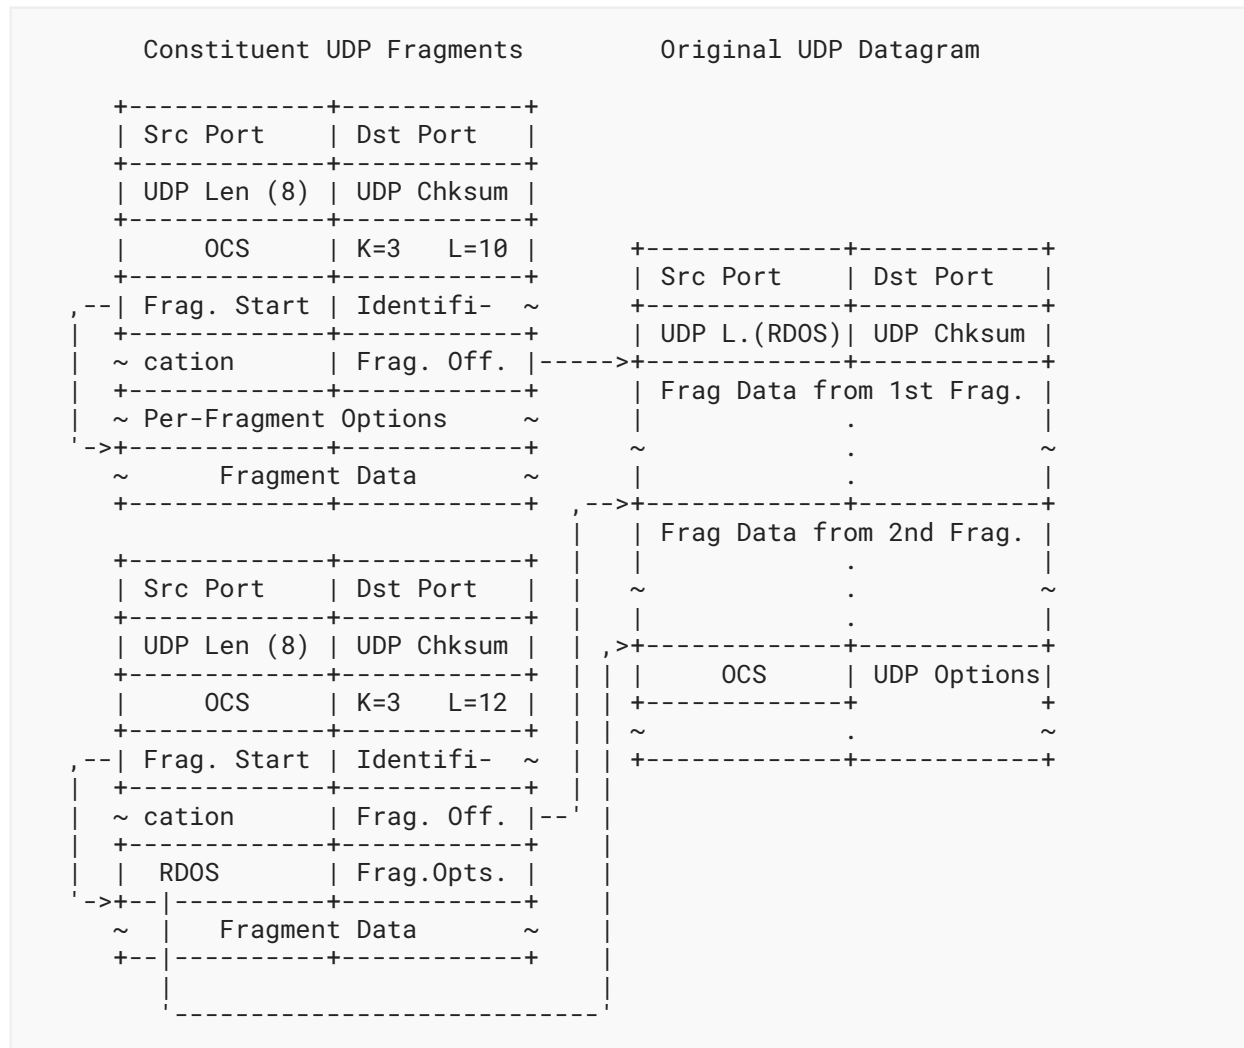 Constituent UDP Fragments Original UDP Datagram
Src Port Dst Port
UDP Len (8) UDP Chksum
OCS K=3 L=10
Frag. Start Identifi-
cation Frag. Off.
Per-Fragment Options
Fragment Data
Src Port Dst Port
UDP Len (8) UDP Chksum
OCS K=3 L=12
Frag. Start Identifi-
cation Frag. Off.
RDOS Frag.Opts.
Fragment Data
Src Port Dst Port
UDP L.(RDOS) UDP Chksum
Frag Data from 1st Frag.
Frag Data from 2nd Frag.
OCS UDP Options